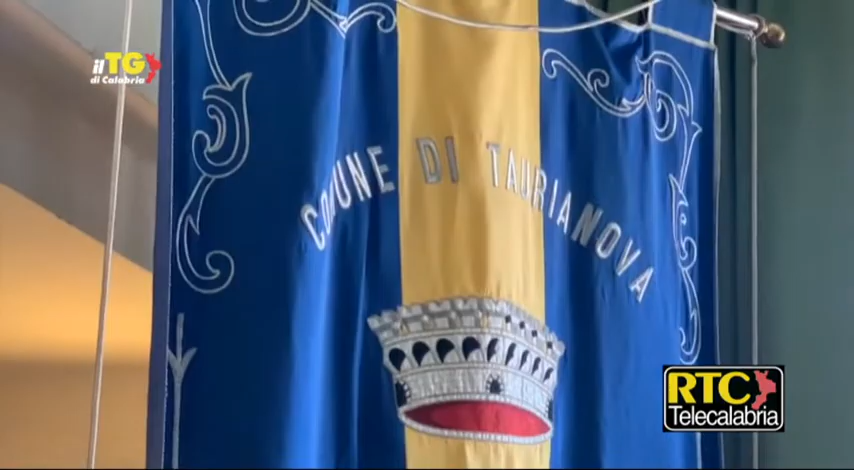 il TG
di Calabria
COMUNE DI TAURIANOVA
RTC
Telecalabria